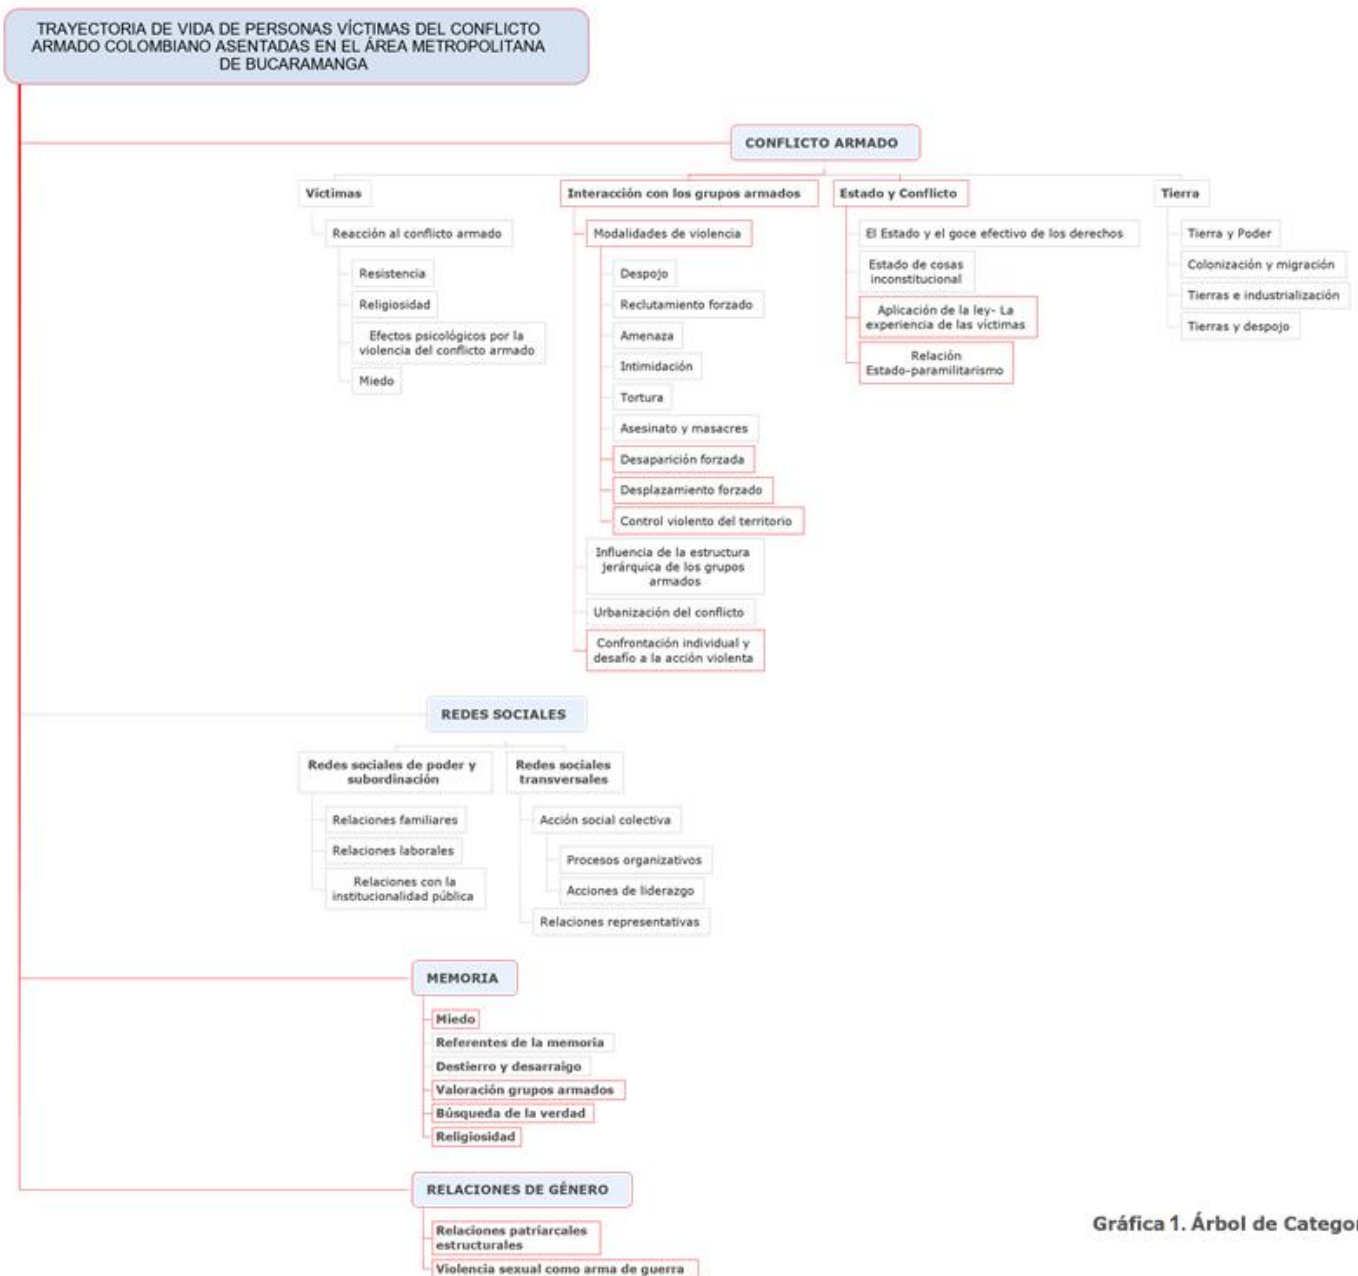 TRAYECTORIA DE VIDA DE PERSONAS VÍCTIMAS DEL CONFLICTO
ARMADO COLOMBIANO ASENTADAS EN EL ÁREA METROPOLITANA
DE BUCARAMANGA
CONFLICTO ARMADO
Víctimas
Reacción al conflicto armado
Resistencia
Religiosidad
Efectos psicológicos por la
violencia del conflicto armado
Miedo
Interacción con los grupos armados
Modalidades de violencia
Despojo
Reclutamiento forzado
Amenaza
Intimidación
Tortura
Asesinato y masacres
Desaparición forzada
Desplazamiento forzado
Control violento del territorio
Influencia de la estructura
jerárquica de los grupos
armados
Urbanización del conflicto
Confrontación individual y
desafío a la acción violenta
Estado y Conflicto
El Estado y el goce efectivo de los derechos
Estado de cosas
inconstitucional
Aplicación de la ley- La
experiencia de las víctimas
Relación
Estado-paramilitarismo
Tierra
Tierra y Poder
Colonización y migración
Tierras e industrialización
Tierras y despojo
REDES SOCIALES
Redes sociales de poder y
subordinación
Relaciones familiares
Relaciones laborales
Relaciones con la
institucionalidad pública
Redes sociales
transversales
Acción social colectiva
Procesos organizativos
Acciones de liderazgo
Relaciones representativas
MEMORIA
Miedo
Referentes de la memoria
Destierro y desarraigo
Valoración grupos armados
Búsqueda de la verdad
Religiosidad
RELACIONES DE GÉNERO
Relaciones patriarcales
estructurales
Violencia sexual como arma de guerra
Gráfica 1. Árbol de Categor